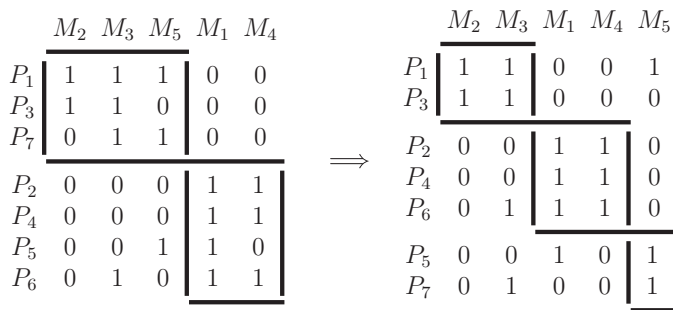 M2 M3 M5 M1 M4
P1 1 1 1 0 0
P3 1 1 0 0 0
P7 0 1 1 0 0
P2 0 0 0 1 1
P4 0 0 0 1 1
P5 0 0 1 1 0
P6 0 1 0 1 1
⟹
M2 M3 M1 M4 M5
P1 1 1 0 0 1
P3 1 1 0 0 0
P2 0 0 1 1 0
P4 0 0 1 1 0
P6 0 1 1 1 0
P5 0 0 1 0 1
P7 0 1 0 0 1